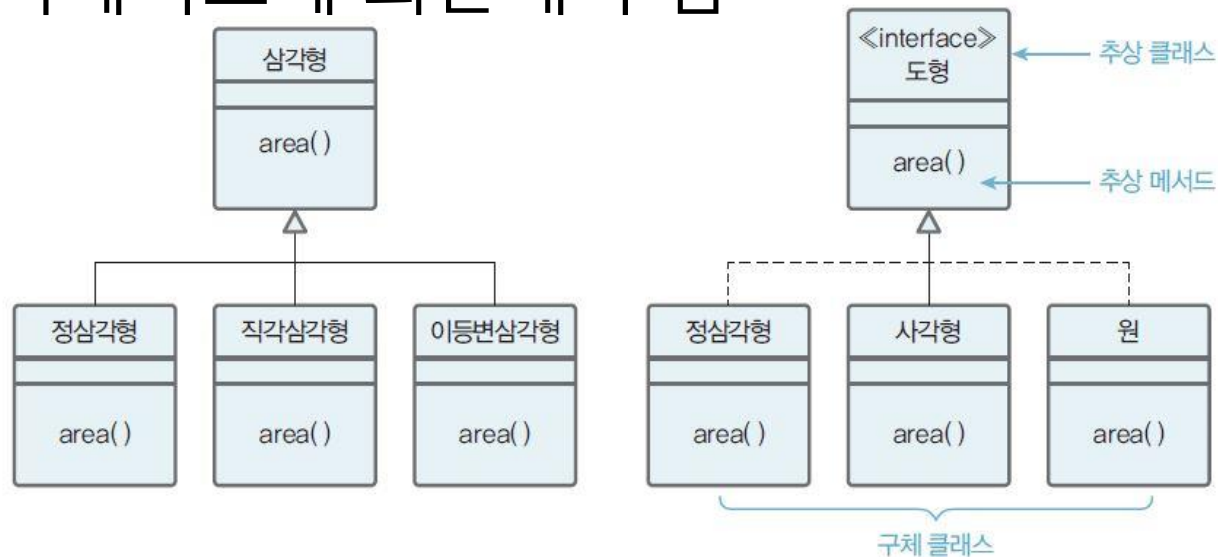 삼각형
area( )
정삼각형
area( )
직각삼각형
area( )
이등변삼각형
area( )
≪interface≫
도형
추상 클래스
area( )
추상 메서드
정삼각형
area( )
사각형
area( )
원
area( )
구체 클래스